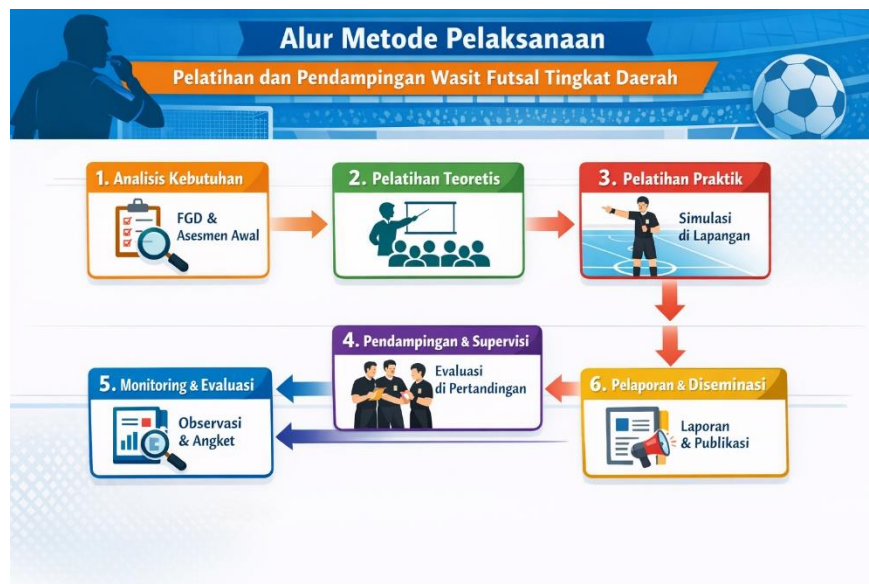 Alur Metode Pelaksanaan
Pelatihan dan Pendampingan Wasit Futsal Tingkat Daerah
1. Analisis Kebutuhan
FGD &
Asesmen Awal
2. Pelatihan Teoretis
3. Pelatihan Praktik
Simulasi
di Lapangan
4. Pendampingan & Supervisi
Evaluasi
di Pertandingan
5. Monitoring & Evaluasi
Observasi
& Angket
6. Pelaporan & Diseminasi
Laporan
& Publikasi